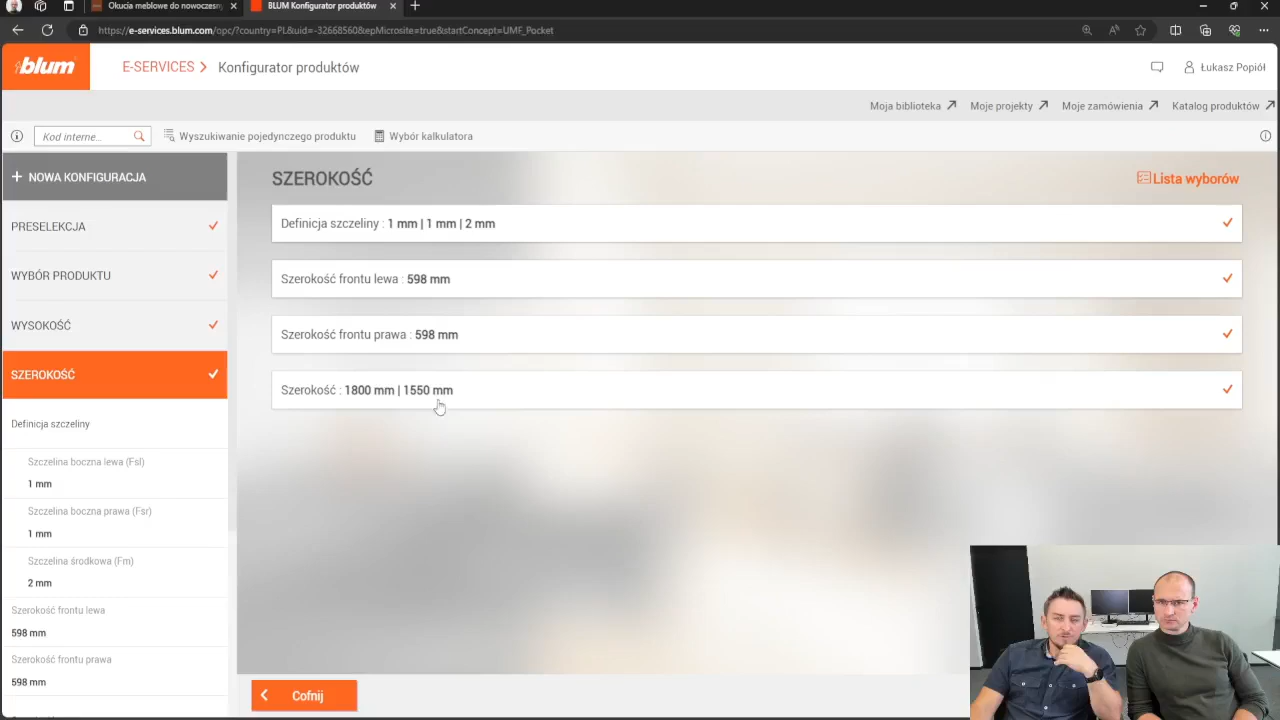 Okucia meblowe do nowoczesny
BLUM Konfigurator produktów
https://e-services.blum.com/opc/?country=PL&uid=-32668560&epMicrosite=true&startConcept=UMF_Pocket
blum
E-SERVICES > Konfigurator produktów
Łukasz Popiół
Moja biblioteka
Moje projekty
Moje zamówienia
Katalog produktów
Kod interne...
Wyszukiwanie pojedynczego produktu
Wybór kalkulatora
+ NOWA KONFIGURACJA
PRESELEKCJA
WYBÓR PRODUKTU
WYSOKOŚĆ
SZEROKOŚĆ
Definicja szczeliny
Szczelina boczna lewa (Fsl)
1 mm
Szczelina boczna prawa (Fsr)
1 mm
Szczelina środkowa (Fm)
2 mm
Szerokość frontu lewa
598 mm
Szerokość frontu prawa
598 mm
SZEROKOŚĆ
Lista wyborów
Definicja szczeliny : 1 mm | 1 mm | 2 mm
Szerokość frontu lewa : 598 mm
Szerokość frontu prawa : 598 mm
Szerokość : 1800 mm | 1550 mm
Cofnij